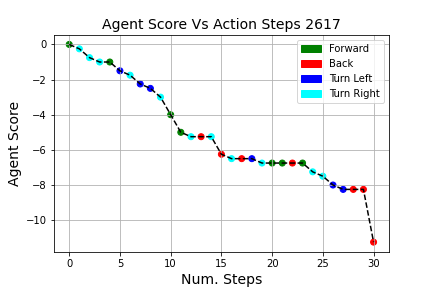 Agent Score Vs Action Steps 2617
Agent Score
0
−2
−4
−6
−8
−10
Forward
Back
Turn Left
Turn Right
0 5 10 15 20 25 30
Num. Steps